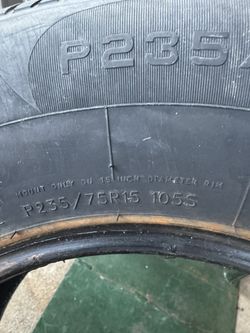 P235/
MOUNT ONLY ON 15 INCH DIAMETER RIM
P235/75R15 105S